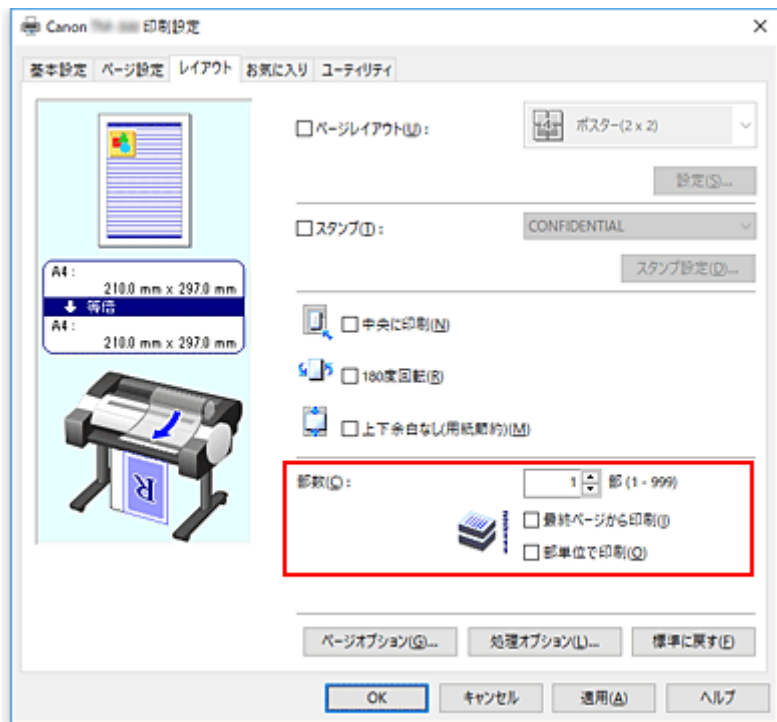 Canon 印刷設定
基本設定 ページ設定 レイアウト お気に入り ユーティリティ
ページレイアウト(U):
ポスター(2 x 2)
設定(S)...
スタンプ(T):
CONFIDENTIAL
スタンプ設定(D)...
A4:
210.0 mm x 297.0 mm
等倍
A4:
210.0 mm x 297.0 mm
中央に印刷(N)
180度回転(R)
上下余白なし(用紙節約)(M)
R
部数(C):
1 部 (1 - 999)
最終ページから印刷(I)
部単位で印刷(O)
ページオプション(G)...
処理オプション(L)...
標準に戻す(F)
OK キャンセル 適用(A) ヘルプ